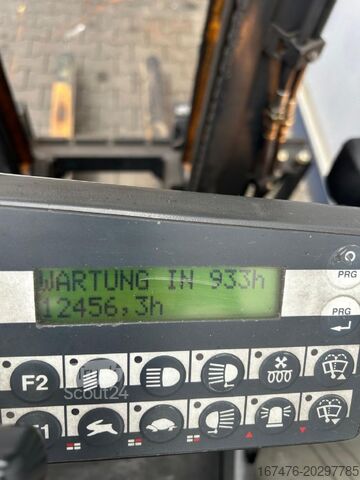 WARTUNG IN 933h
12456,3h
PRG
PRG
F2
Scout24
F1
167476-20297785